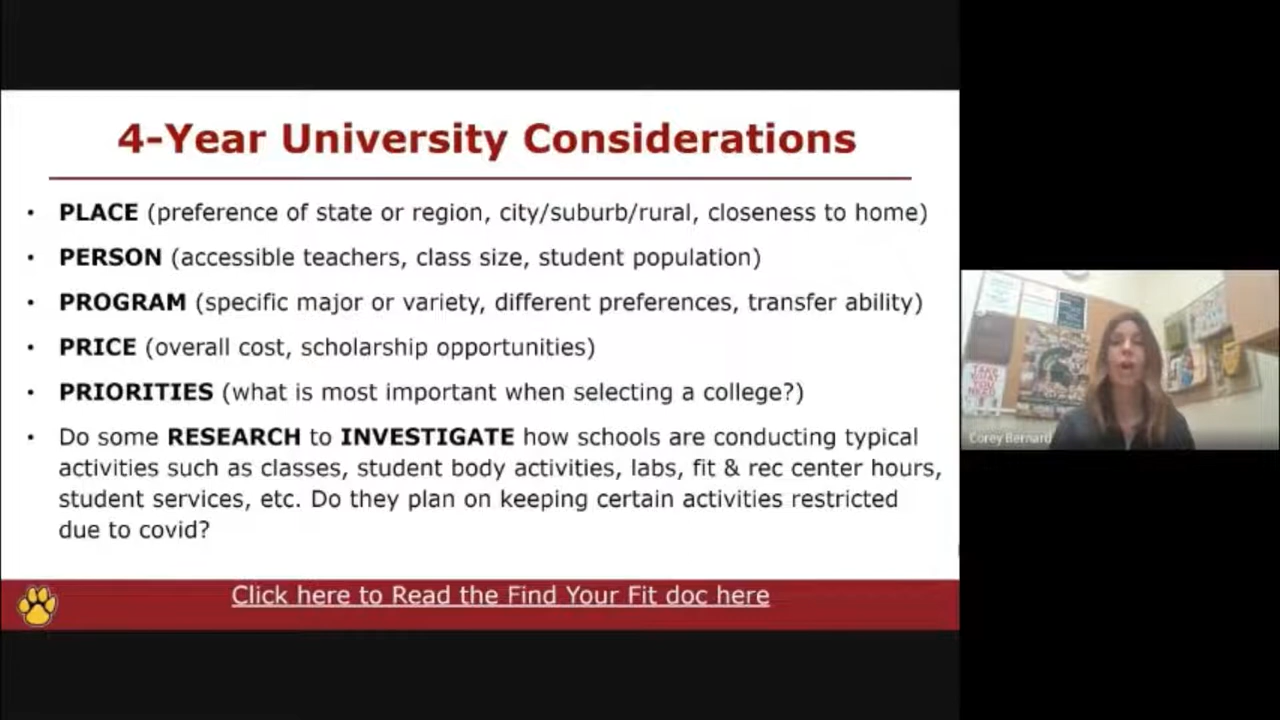 4-Year University Considerations
• PLACE (preference of state or region, city/suburb/rural, closeness to home)
• PERSON (accessible teachers, class size, student population)
• PROGRAM (specific major or variety, different preferences, transfer ability)
• PRICE (overall cost, scholarship opportunities)
• PRIORITIES (what is most important when selecting a college?)
• Do some RESEARCH to INVESTIGATE how schools are conducting typical
activities such as classes, student body activities, labs, fit & rec center hours,
student services, etc. Do they plan on keeping certain activities restricted
due to covid?
Click here to Read the Find Your Fit doc here
TAKE
WHAT
YOU
NEED
Corey Bernard